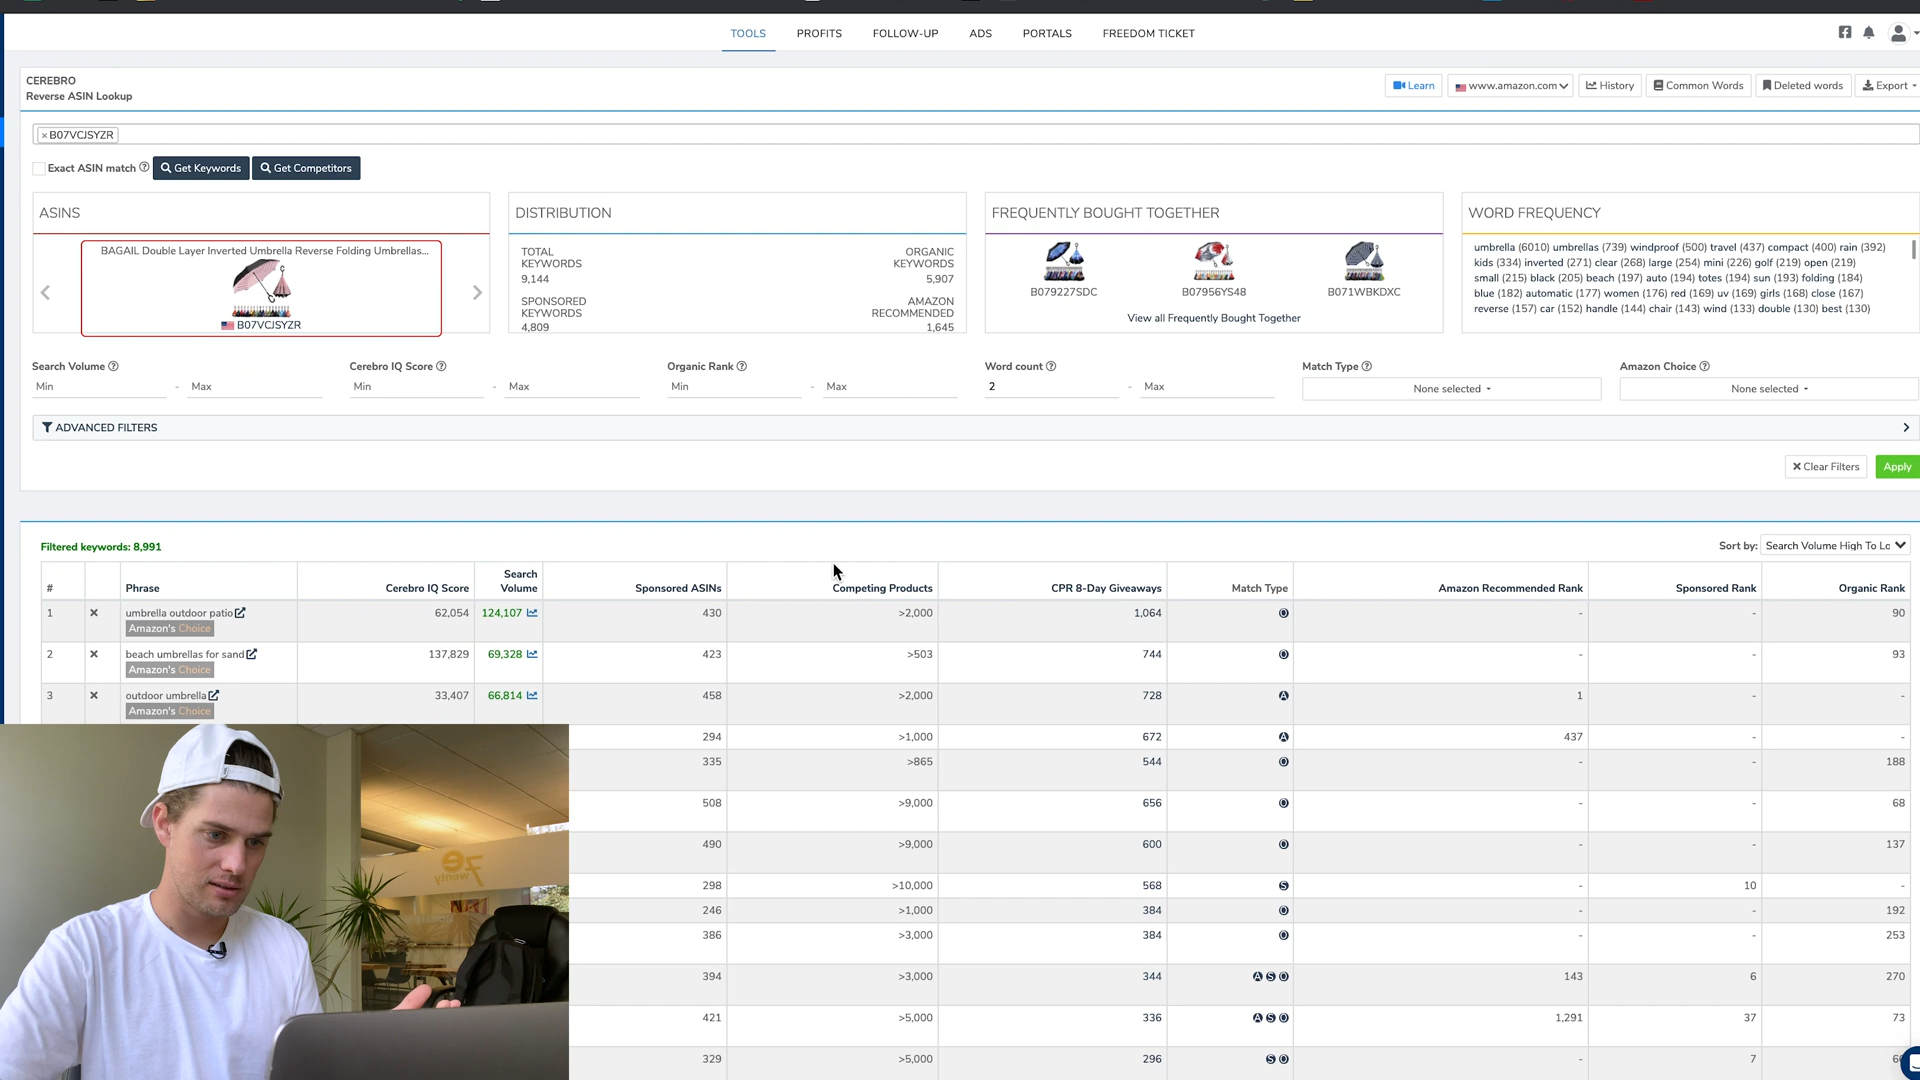 TOOLS PROFITS FOLLOW-UP ADS PORTALS FREEDOM TICKET
CEREBRO
Reverse ASIN Lookup
Learn www.amazon.com History Common Words Deleted words Export
×B07VCJSYZR
Exact ASIN match Get Keywords Get Competitors
ASINS
BAGAIL Double Layer Inverted Umbrella Reverse Folding Umbrellas...
B07VCJSYZR
DISTRIBUTION
TOTAL KEYWORDS
9,144
ORGANIC KEYWORDS
5,907
SPONSORED KEYWORDS
4,809
AMAZON RECOMMENDED
1,645
FREQUENTLY BOUGHT TOGETHER
B079227SDC B07956YS48 B071WBKDXC
View all Frequently Bought Together
WORD FREQUENCY
umbrella (6010) umbrellas (739) windproof (500) travel (437) compact (400) rain (392)
kids (334) inverted (271) clear (268) large (254) mini (226) golf (219) open (219)
small (215) black (205) beach (197) auto (194) totes (194) sun (193) folding (184)
blue (182) automatic (177) women (176) red (169) uv (169) girls (168) close (167)
reverse (157) car (152) handle (144) chair (143) wind (133) double (130) best (130)
Search Volume Cerebro IQ Score Organic Rank Word count Match Type Amazon Choice
Min - Max Min - Max Min - Max 2 - Max None selected None selected
ADVANCED FILTERS
Clear Filters Apply
Filtered keywords: 8,991
Sort by: Search Volume High To Lo
# Phrase Cerebro IQ Score Search Volume Sponsored ASINs Competing Products CPR 8-Day Giveaways Match Type Amazon Recommended Rank Sponsored Rank Organic Rank
1 umbrella outdoor patio 62,054 124,107 430 >2,000 1,064 O - - 90
Amazon's Choice
2 beach umbrellas for sand 137,829 69,328 423 >503 744 O - - 93
Amazon's Choice
3 outdoor umbrella 33,407 66,814 458 >2,000 728 A 1 - -
Amazon's Choice
294 >1,000 672 A 437 - -
335 >865 544 O - - 188
508 >9,000 656 O - - 68
490 >9,000 600 O - - 137
298 >10,000 568 S - 10 -
246 >1,000 384 O - - 192
386 >3,000 384 O - - 253
394 >3,000 344 A S O 143 6 270
421 >5,000 336 A S O 1,291 37 73
329 >5,000 296 S O - 7